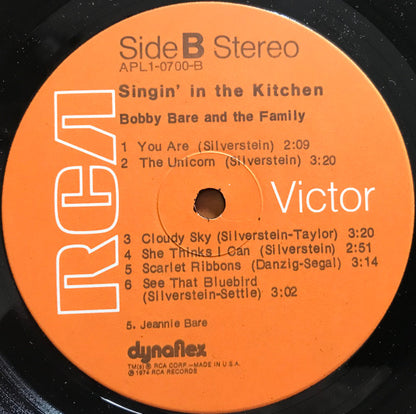 Side B Stereo
APL1-0700-B
Singin' in the Kitchen
Bobby Bare and the Family
1 You Are (Silverstein) 2:09
2 The Unicorn (Silverstein) 3:20
RCA Victor
3 Cloudy Sky (Silverstein-Taylor) 3:20
4 She Thinks I Can (Silverstein) 2:51
5 Scarlet Ribbons (Danzig-Segal) 3:14
6 See That Bluebird
(Silverstein-Settle) 3:02
5. Jeannie Bare
dynaflex
TM(s) ® RCA CORP.—MADE IN U.S.A.
℗ 1974 RCA RECORDS